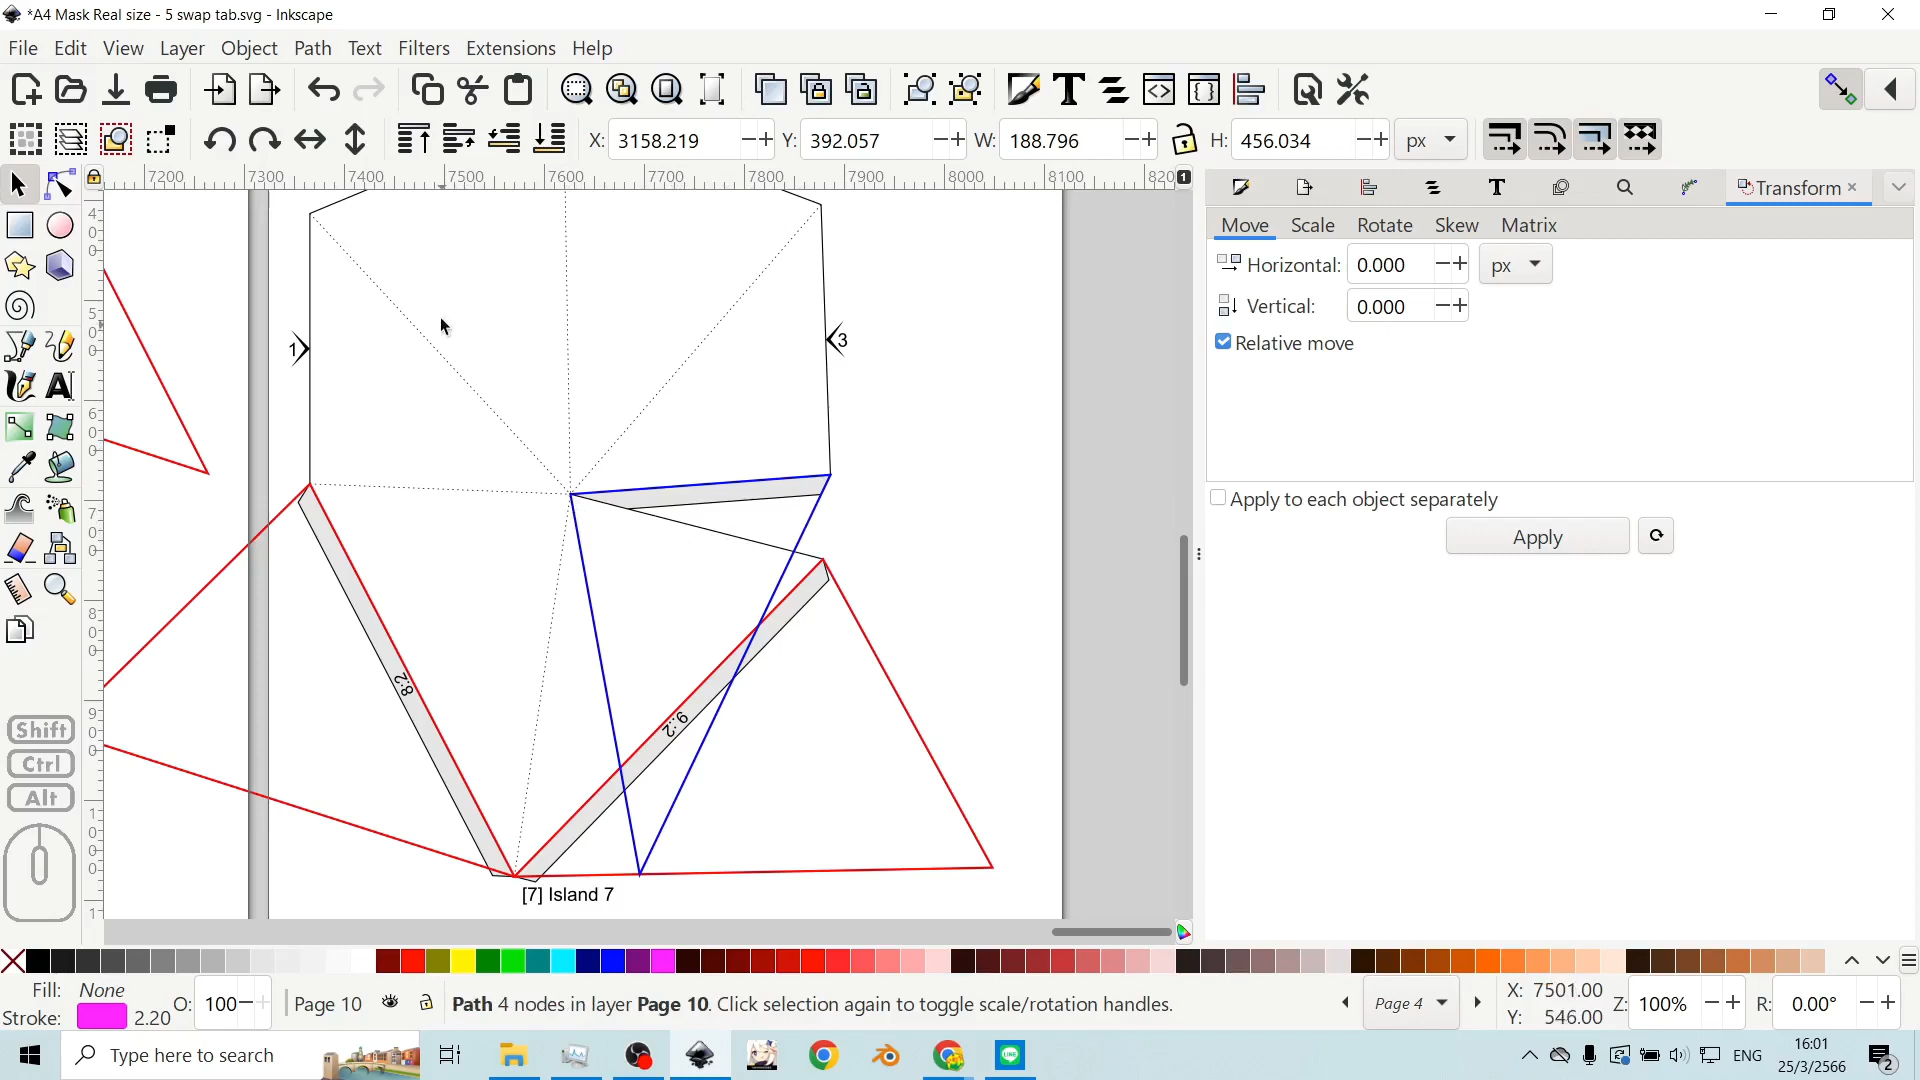 *A4 Mask Real size - 5 swap tab.svg - Inkscape
File Edit View Layer Object Path Text Filters Extensions Help
X: 3158.219 Y: 392.057 W: 188.796 H: 456.034 px
7200 7300 7400 7500 7600 7700 7800 7900 8000 8100 820 1
Transform
Move Scale Rotate Skew Matrix
Horizontal: 0.000 px
Vertical: 0.000
Relative move
Apply to each object separately
Apply
1
3
8:2
9:2
[7] Island 7
Shift
Ctrl
Alt
Fill: None
Stroke: 2.20
O: 100
Page 10
Path 4 nodes in layer Page 10. Click selection again to toggle scale/rotation handles.
Page 4
X: 7501.00
Y: 546.00
Z: 100%
R: 0.00°
Type here to search
LINE
ENG
16:01
25/3/2566
2